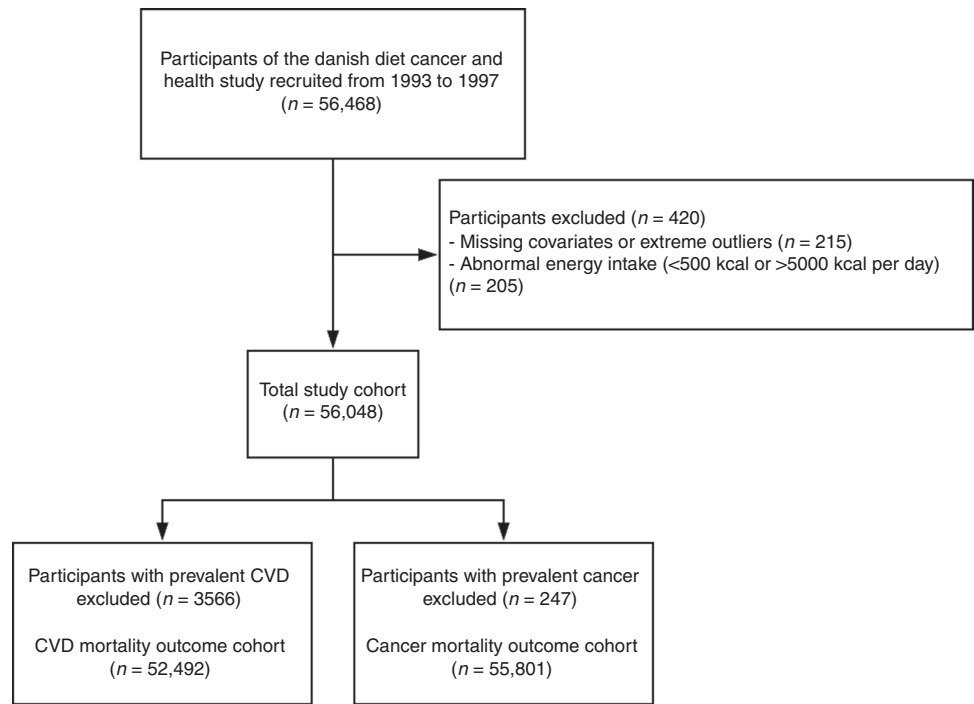 Participants of the danish diet cancer and
health study recruited from 1993 to 1997
(n = 56,468)
Participants excluded (n = 420)
- Missing covariates or extreme outliers (n = 215)
- Abnormal energy intake (<500 kcal or >5000 kcal per day)
(n = 205)
Total study cohort
(n = 56,048)
Participants with prevalent CVD
excluded (n = 3566)
CVD mortality outcome cohort
(n = 52,492)
Participants with prevalent cancer
excluded (n = 247)
Cancer mortality outcome cohort
(n = 55,801)